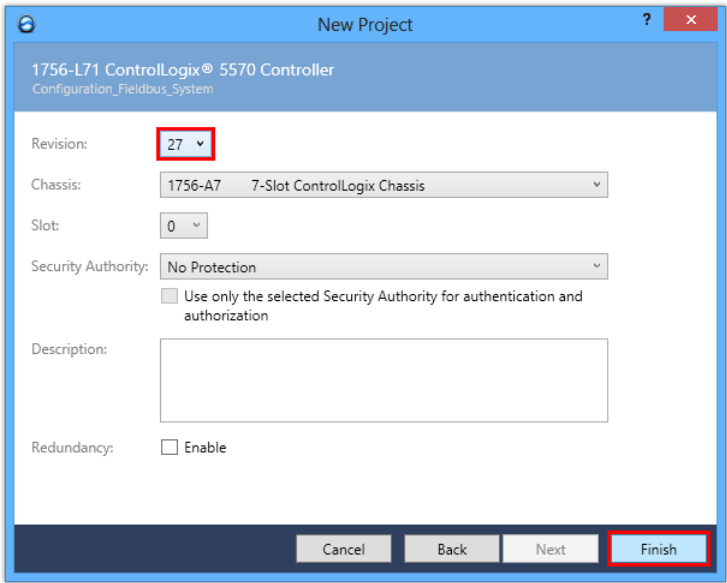 New Project
?
1756-L71 ControlLogix® 5570 Controller
Configuration_Fieldbus_System
Revision: 27
Chassis: 1756-A7 7-Slot ControlLogix Chassis
Slot: 0
Security Authority: No Protection
Use only the selected Security Authority for authentication and
authorization
Description:
Redundancy: Enable
Cancel Back Next Finish